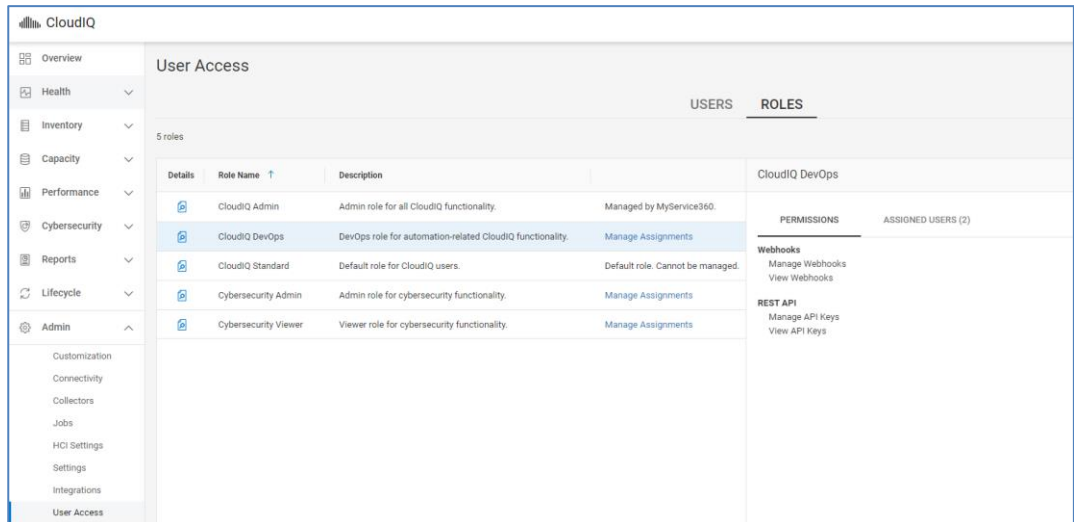 CloudIQ
Overview
Health
Inventory
Capacity
Performance
Cybersecurity
Reports
Lifecycle
Admin
Customization
Connectivity
Collectors
Jobs
HCI Settings
Settings
Integrations
User Access
User Access
USERS ROLES
5 roles
Details Role Name ↑ Description
CloudIQ Admin Admin role for all CloudIQ functionality. Managed by MyService360.
CloudIQ DevOps DevOps role for automation-related CloudIQ functionality. Manage Assignments
CloudIQ Standard Default role for CloudIQ users. Default role. Cannot be managed.
Cybersecurity Admin Admin role for cybersecurity functionality. Manage Assignments
Cybersecurity Viewer Viewer role for cybersecurity functionality. Manage Assignments
CloudIQ DevOps
PERMISSIONS ASSIGNED USERS (2)
Webhooks
Manage Webhooks
View Webhooks
REST API
Manage API Keys
View API Keys